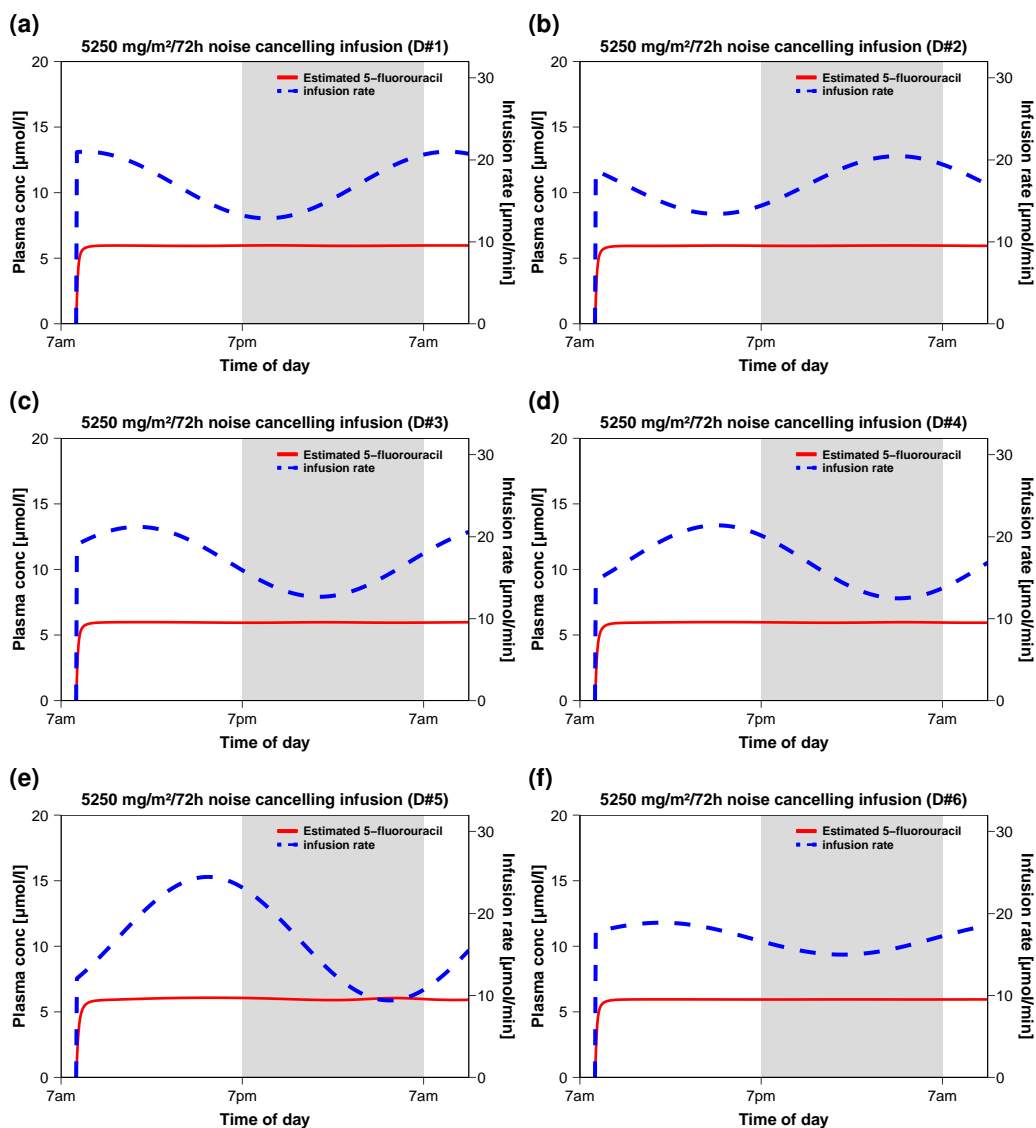 (a)
5250 mg/m²/72h noise cancelling infusion (D#1)
Estimated 5−fluorouracil
infusion rate
Plasma conc [µmol/l]
0
5
10
15
20
Infusion rate [µmol/min]
0
10
20
30
7am
7pm
7am
Time of day
(b)
5250 mg/m²/72h noise cancelling infusion (D#2)
Estimated 5−fluorouracil
infusion rate
Plasma conc [µmol/l]
0
5
10
15
20
Infusion rate [µmol/min]
0
10
20
30
7am
7pm
7am
Time of day
(c)
5250 mg/m²/72h noise cancelling infusion (D#3)
Estimated 5−fluorouracil
infusion rate
Plasma conc [µmol/l]
0
5
10
15
20
Infusion rate [µmol/min]
0
10
20
30
7am
7pm
7am
Time of day
(d)
5250 mg/m²/72h noise cancelling infusion (D#4)
Estimated 5−fluorouracil
infusion rate
Plasma conc [µmol/l]
0
5
10
15
20
Infusion rate [µmol/min]
0
10
20
30
7am
7pm
7am
Time of day
(e)
5250 mg/m²/72h noise cancelling infusion (D#5)
Estimated 5−fluorouracil
infusion rate
Plasma conc [µmol/l]
0
5
10
15
20
Infusion rate [µmol/min]
0
10
20
30
7am
7pm
7am
Time of day
(f)
5250 mg/m²/72h noise cancelling infusion (D#6)
Estimated 5−fluorouracil
infusion rate
Plasma conc [µmol/l]
0
5
10
15
20
Infusion rate [µmol/min]
0
10
20
30
7am
7pm
7am
Time of day